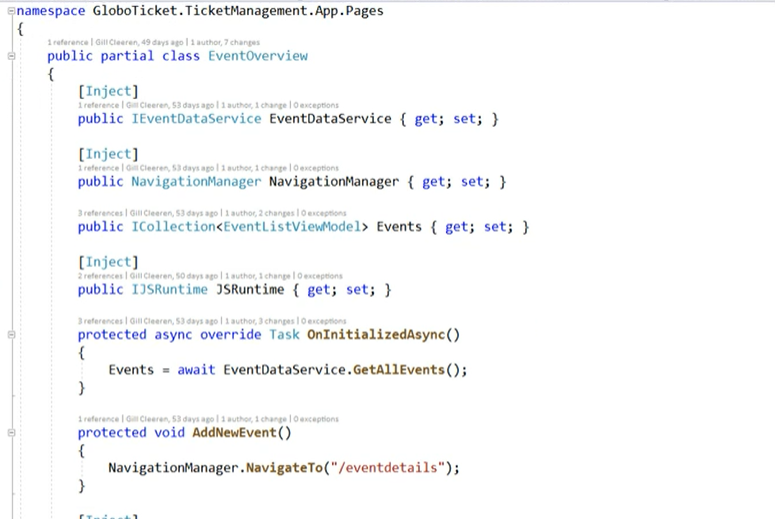 namespace GloboTicket.TicketManagement.App.Pages
{
1 reference | Gill Cleeren, 49 days ago | 1 author, 7 changes
public partial class EventOverview
{
[Inject]
1 reference | Gill Cleeren, 53 days ago | 1 author, 1 change | 0 exceptions
public IEventDataService EventDataService { get; set; }
[Inject]
1 reference | Gill Cleeren, 53 days ago | 1 author, 1 change | 0 exceptions
public NavigationManager NavigationManager { get; set; }
3 references | Gill Cleeren, 53 days ago | 1 author, 2 changes | 0 exceptions
public ICollection<EventListViewModel> Events { get; set; }
[Inject]
2 references | Gill Cleeren, 50 days ago | 1 author, 1 change | 0 exceptions
public IJSRuntime JSRuntime { get; set; }
3 references | Gill Cleeren, 53 days ago | 1 author, 3 changes | 0 exceptions
protected async override Task OnInitializedAsync()
{
Events = await EventDataService.GetAllEvents();
}
1 reference | Gill Cleeren, 53 days ago | 1 author, 1 change | 0 exceptions
protected void AddNewEvent()
{
NavigationManager.NavigateTo("/eventdetails");
}
[Inject]